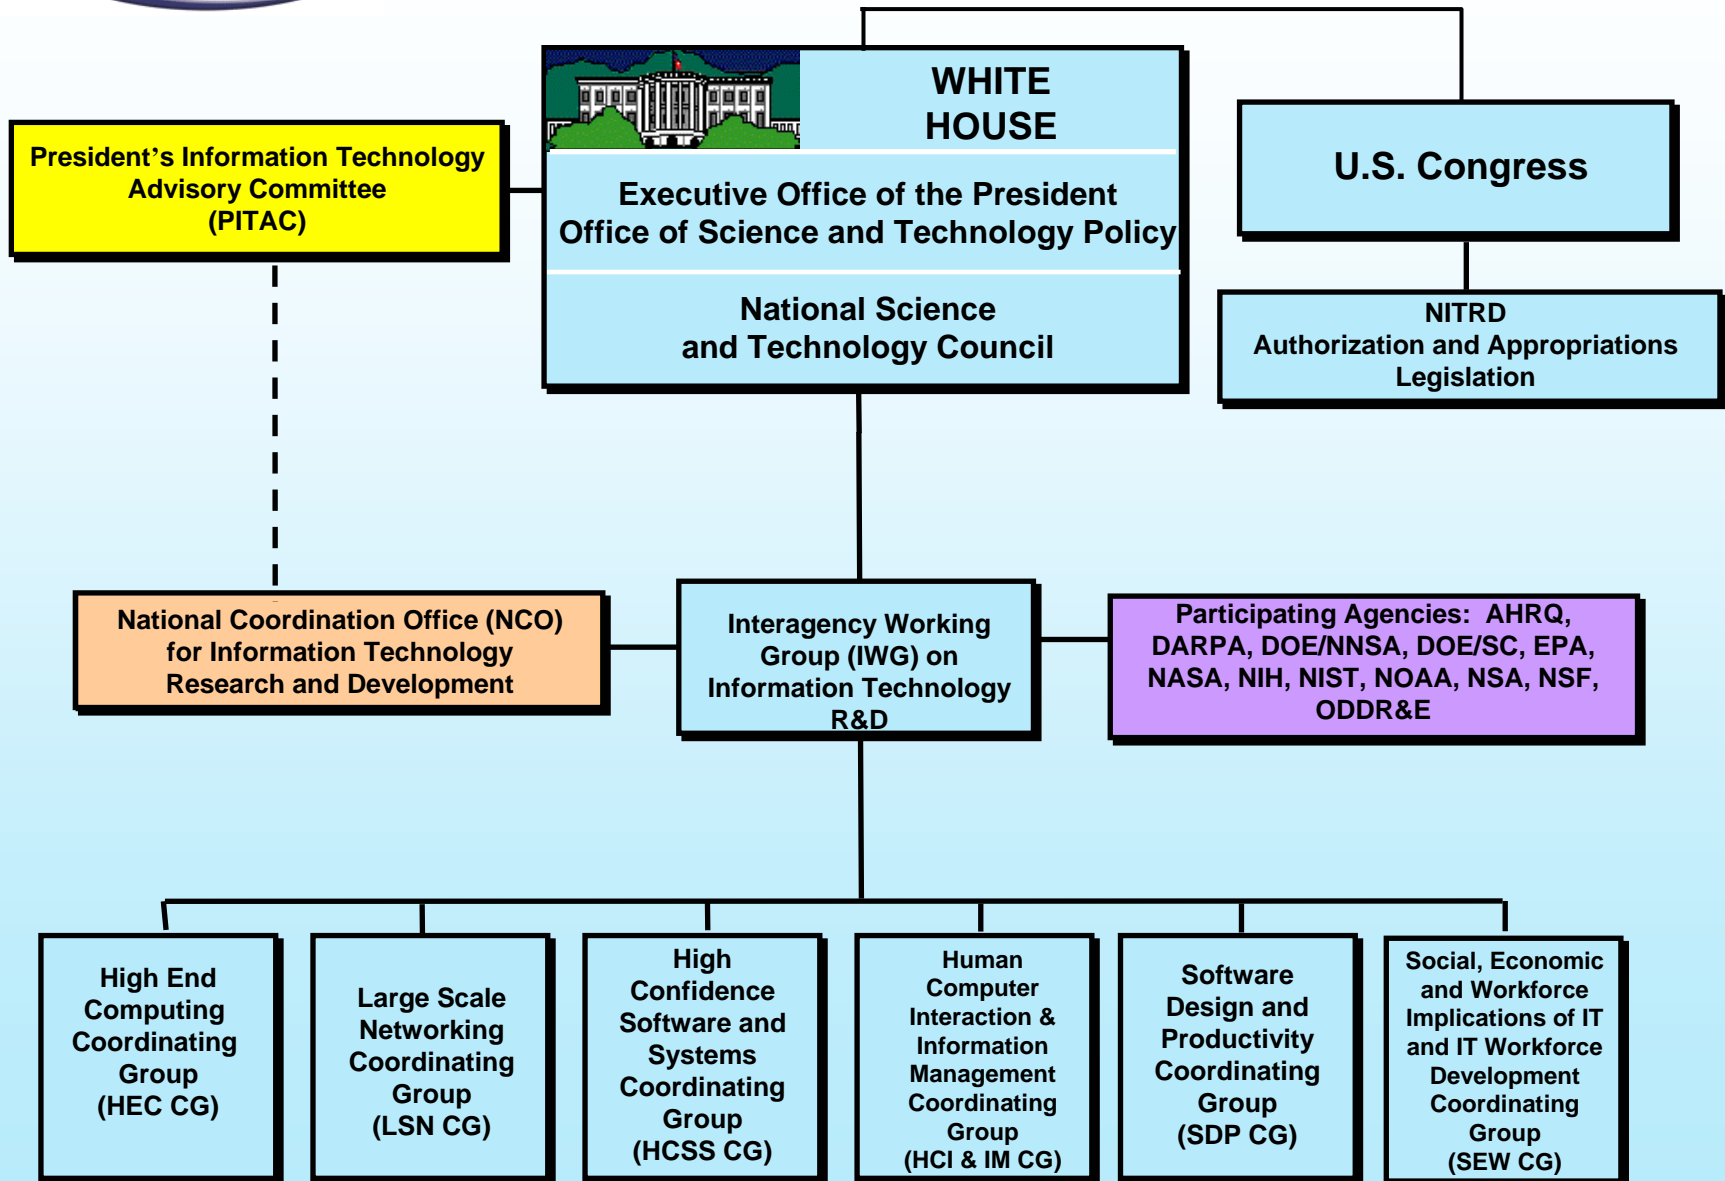 WHITE
HOUSE
Executive Office of the President
Office of Science and Technology Policy
National Science
and Technology Council
President’s Information Technology
Advisory Committee
(PITAC)
U.S. Congress
NITRD
Authorization and Appropriations
Legislation
National Coordination Office (NCO)
for Information Technology
Research and Development
Interagency Working
Group (IWG) on
Information Technology
R&D
Participating Agencies: AHRQ,
DARPA, DOE/NNSA, DOE/SC, EPA,
NASA, NIH, NIST, NOAA, NSA, NSF,
ODDR&E
High End
Computing
Coordinating
Group
(HEC CG)
Large Scale
Networking
Coordinating
Group
(LSN CG)
High
Confidence
Software and
Systems
Coordinating
Group
(HCSS CG)
Human
Computer
Interaction &
Information
Management
Coordinating
Group
(HCI & IM CG)
Software
Design and
Productivity
Coordinating
Group
(SDP CG)
Social, Economic
and Workforce
Implications of IT
and IT Workforce
Development
Coordinating
Group
(SEW CG)